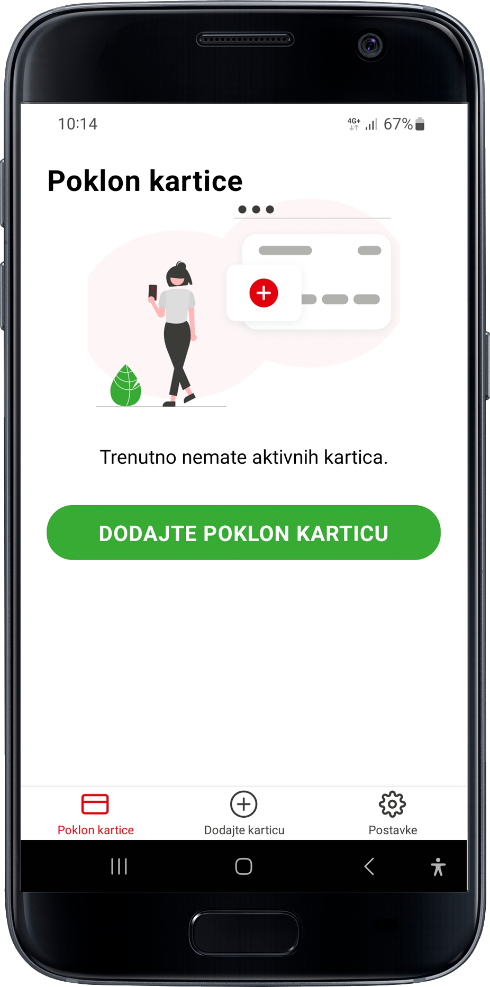 10:14
4G+
67%
Poklon kartice
Trenutno nemate aktivnih kartica.
DODAJTE POKLON KARTICU
Poklon kartice
Dodajte karticu
Postavke